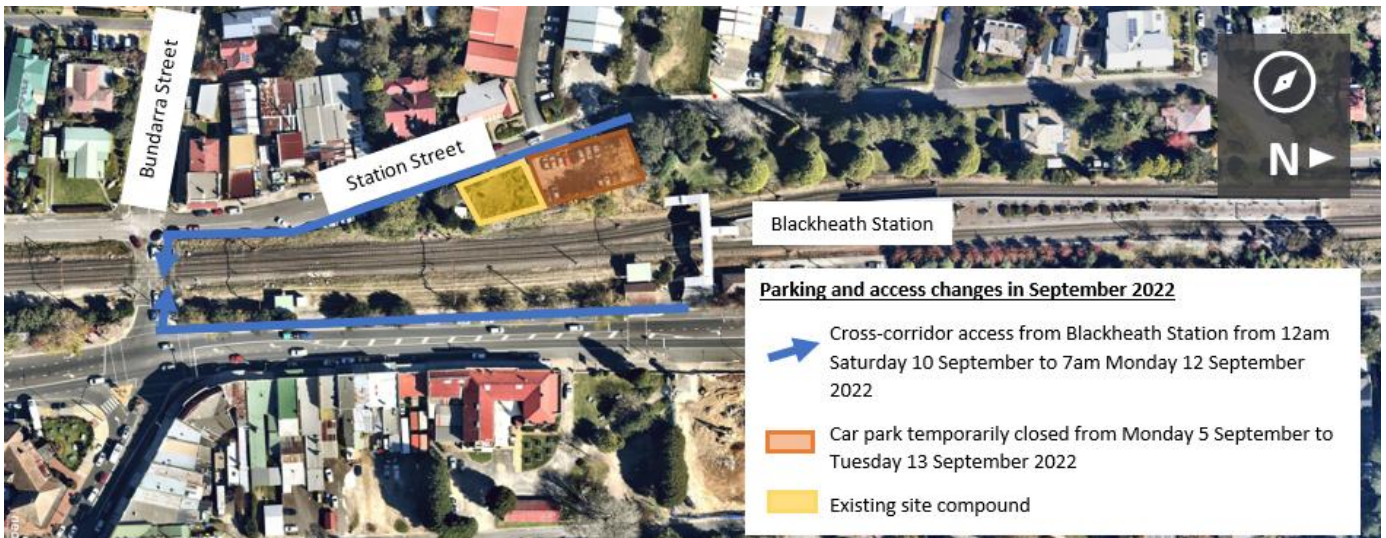 Bundarra Street
Station Street
N
Blackheath Station
Parking and access changes in September 2022
Cross-corridor access from Blackheath Station from 12am
Saturday 10 September to 7am Monday 12 September
2022
Car park temporarily closed from Monday 5 September to
Tuesday 13 September 2022
Existing site compound